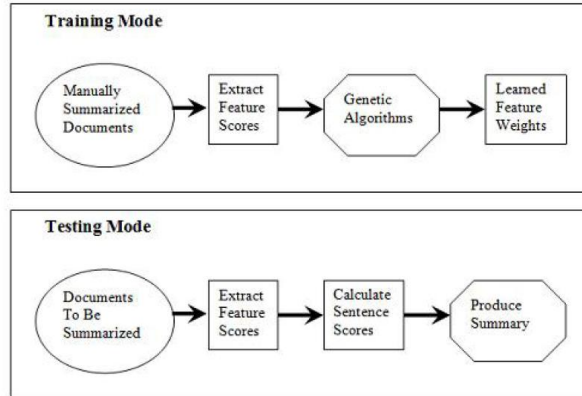 Training Mode
Manually
Summarized
Documents
Extract
Feature
Scores
Genetic
Algorithms
Learned
Feature
Weights
Testing Mode
Documents
To Be
Summarized
Extract
Feature
Scores
Calculate
Sentence
Scores
Produce
Summary